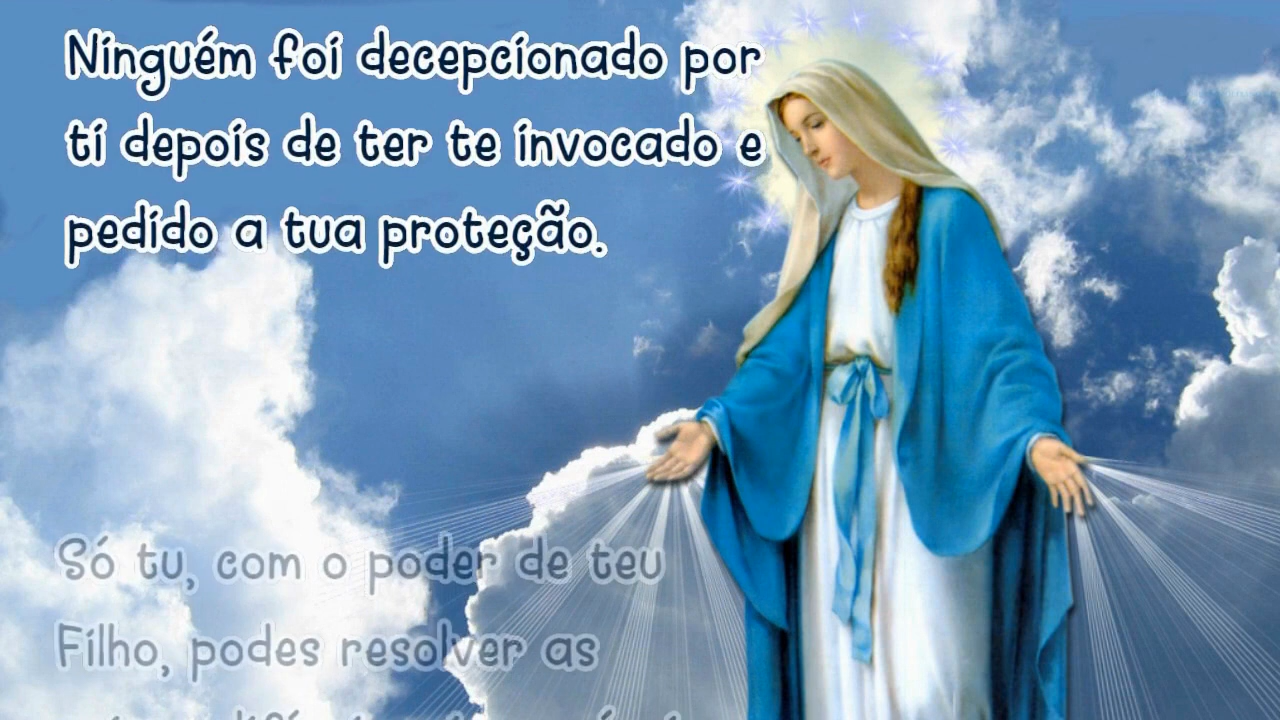 Ninguém foi decepcionado por
ti depois de ter te invocado e
pedido a tua proteção.
Só tu, com o poder de teu
Filho, podes resolver as